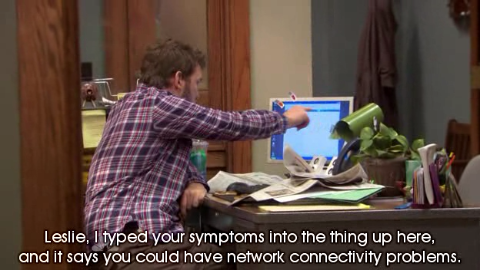 Leslie, I typed your symptoms into the thing up here,
and it says you could have network connectivity problems.